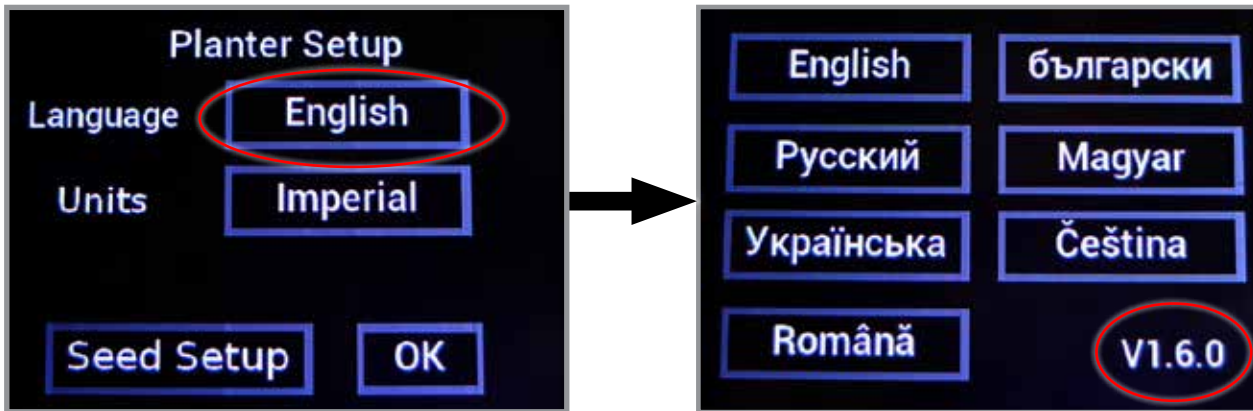 Planter Setup
Language English
Units Imperial
Seed Setup OK
English български
Русский Magyar
Українська Čeština
Română V1.6.0